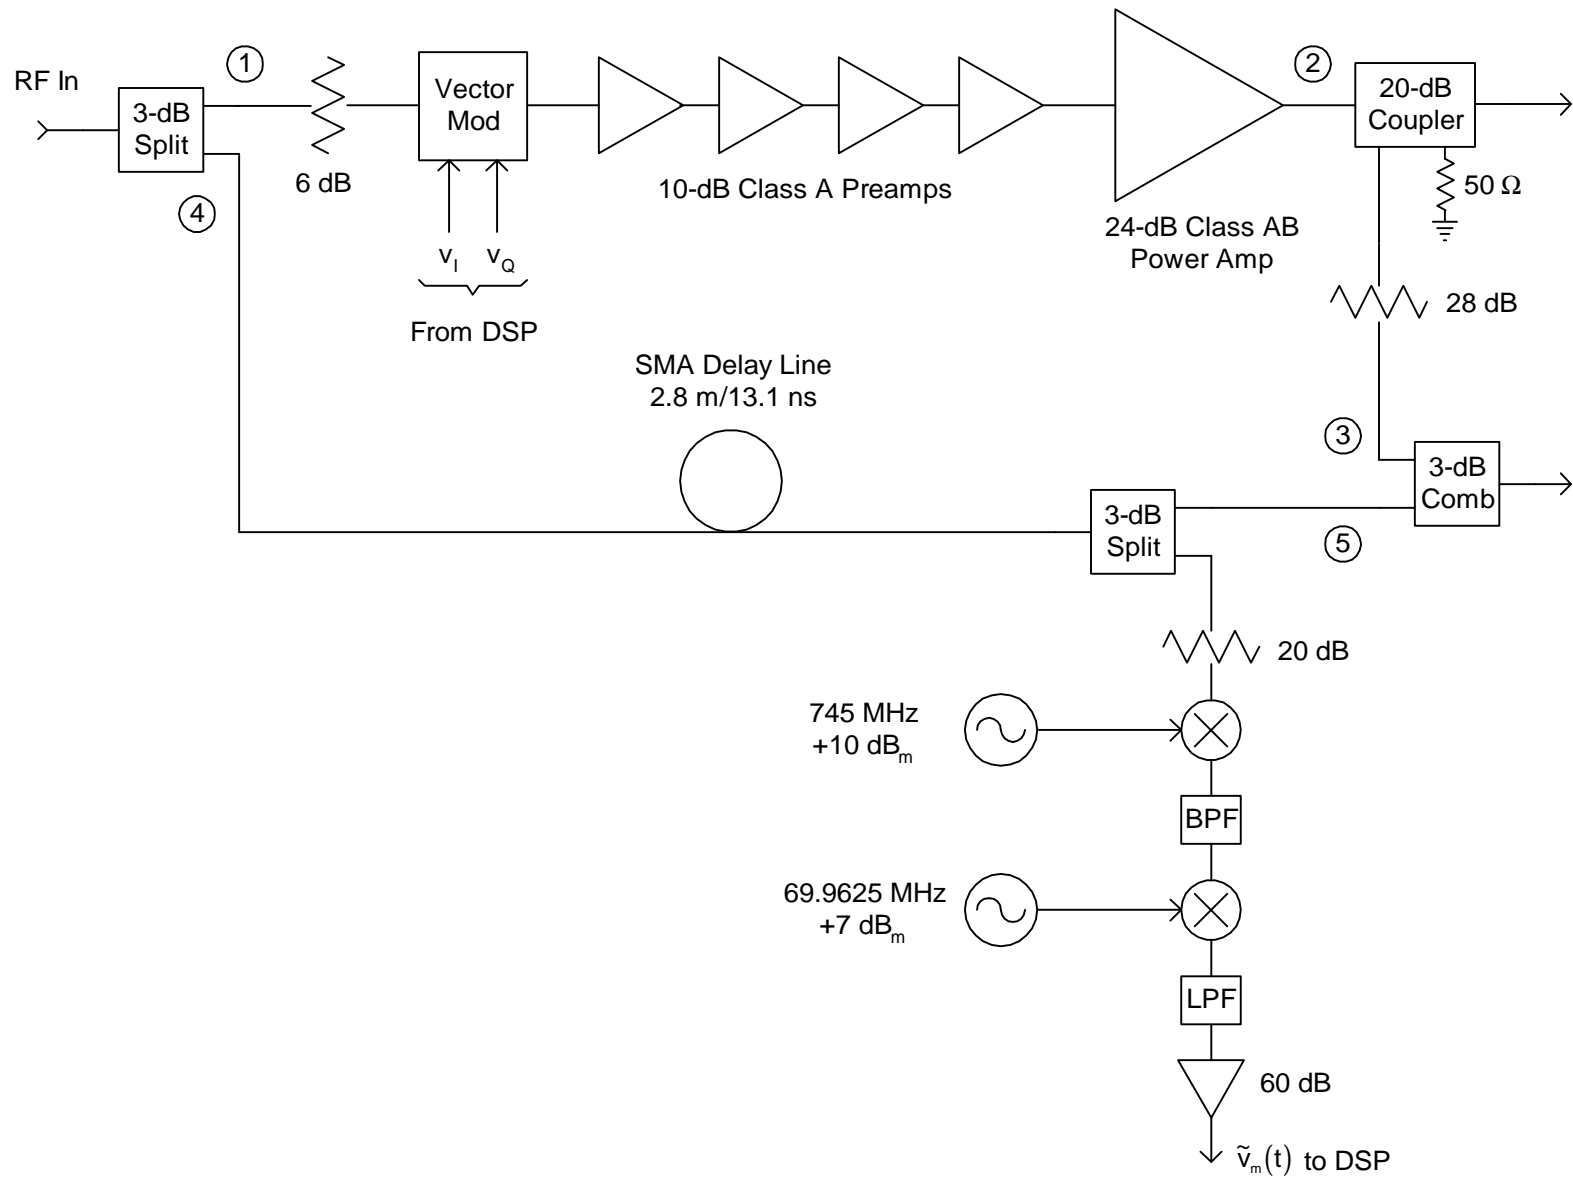 RF In
3-dB
Split
1
6 dB
4
Vector
Mod
v_I
v_Q
From DSP
10-dB Class A Preamps
24-dB Class AB
Power Amp
2
20-dB
Coupler
50 Ω
28 dB
SMA Delay Line
2.8 m/13.1 ns
3
3-dB
Comb
3-dB
Split
5
20 dB
745 MHz
+10 dB_m
BPF
69.9625 MHz
+7 dB_m
LPF
60 dB
ṽ_m(t) to DSP